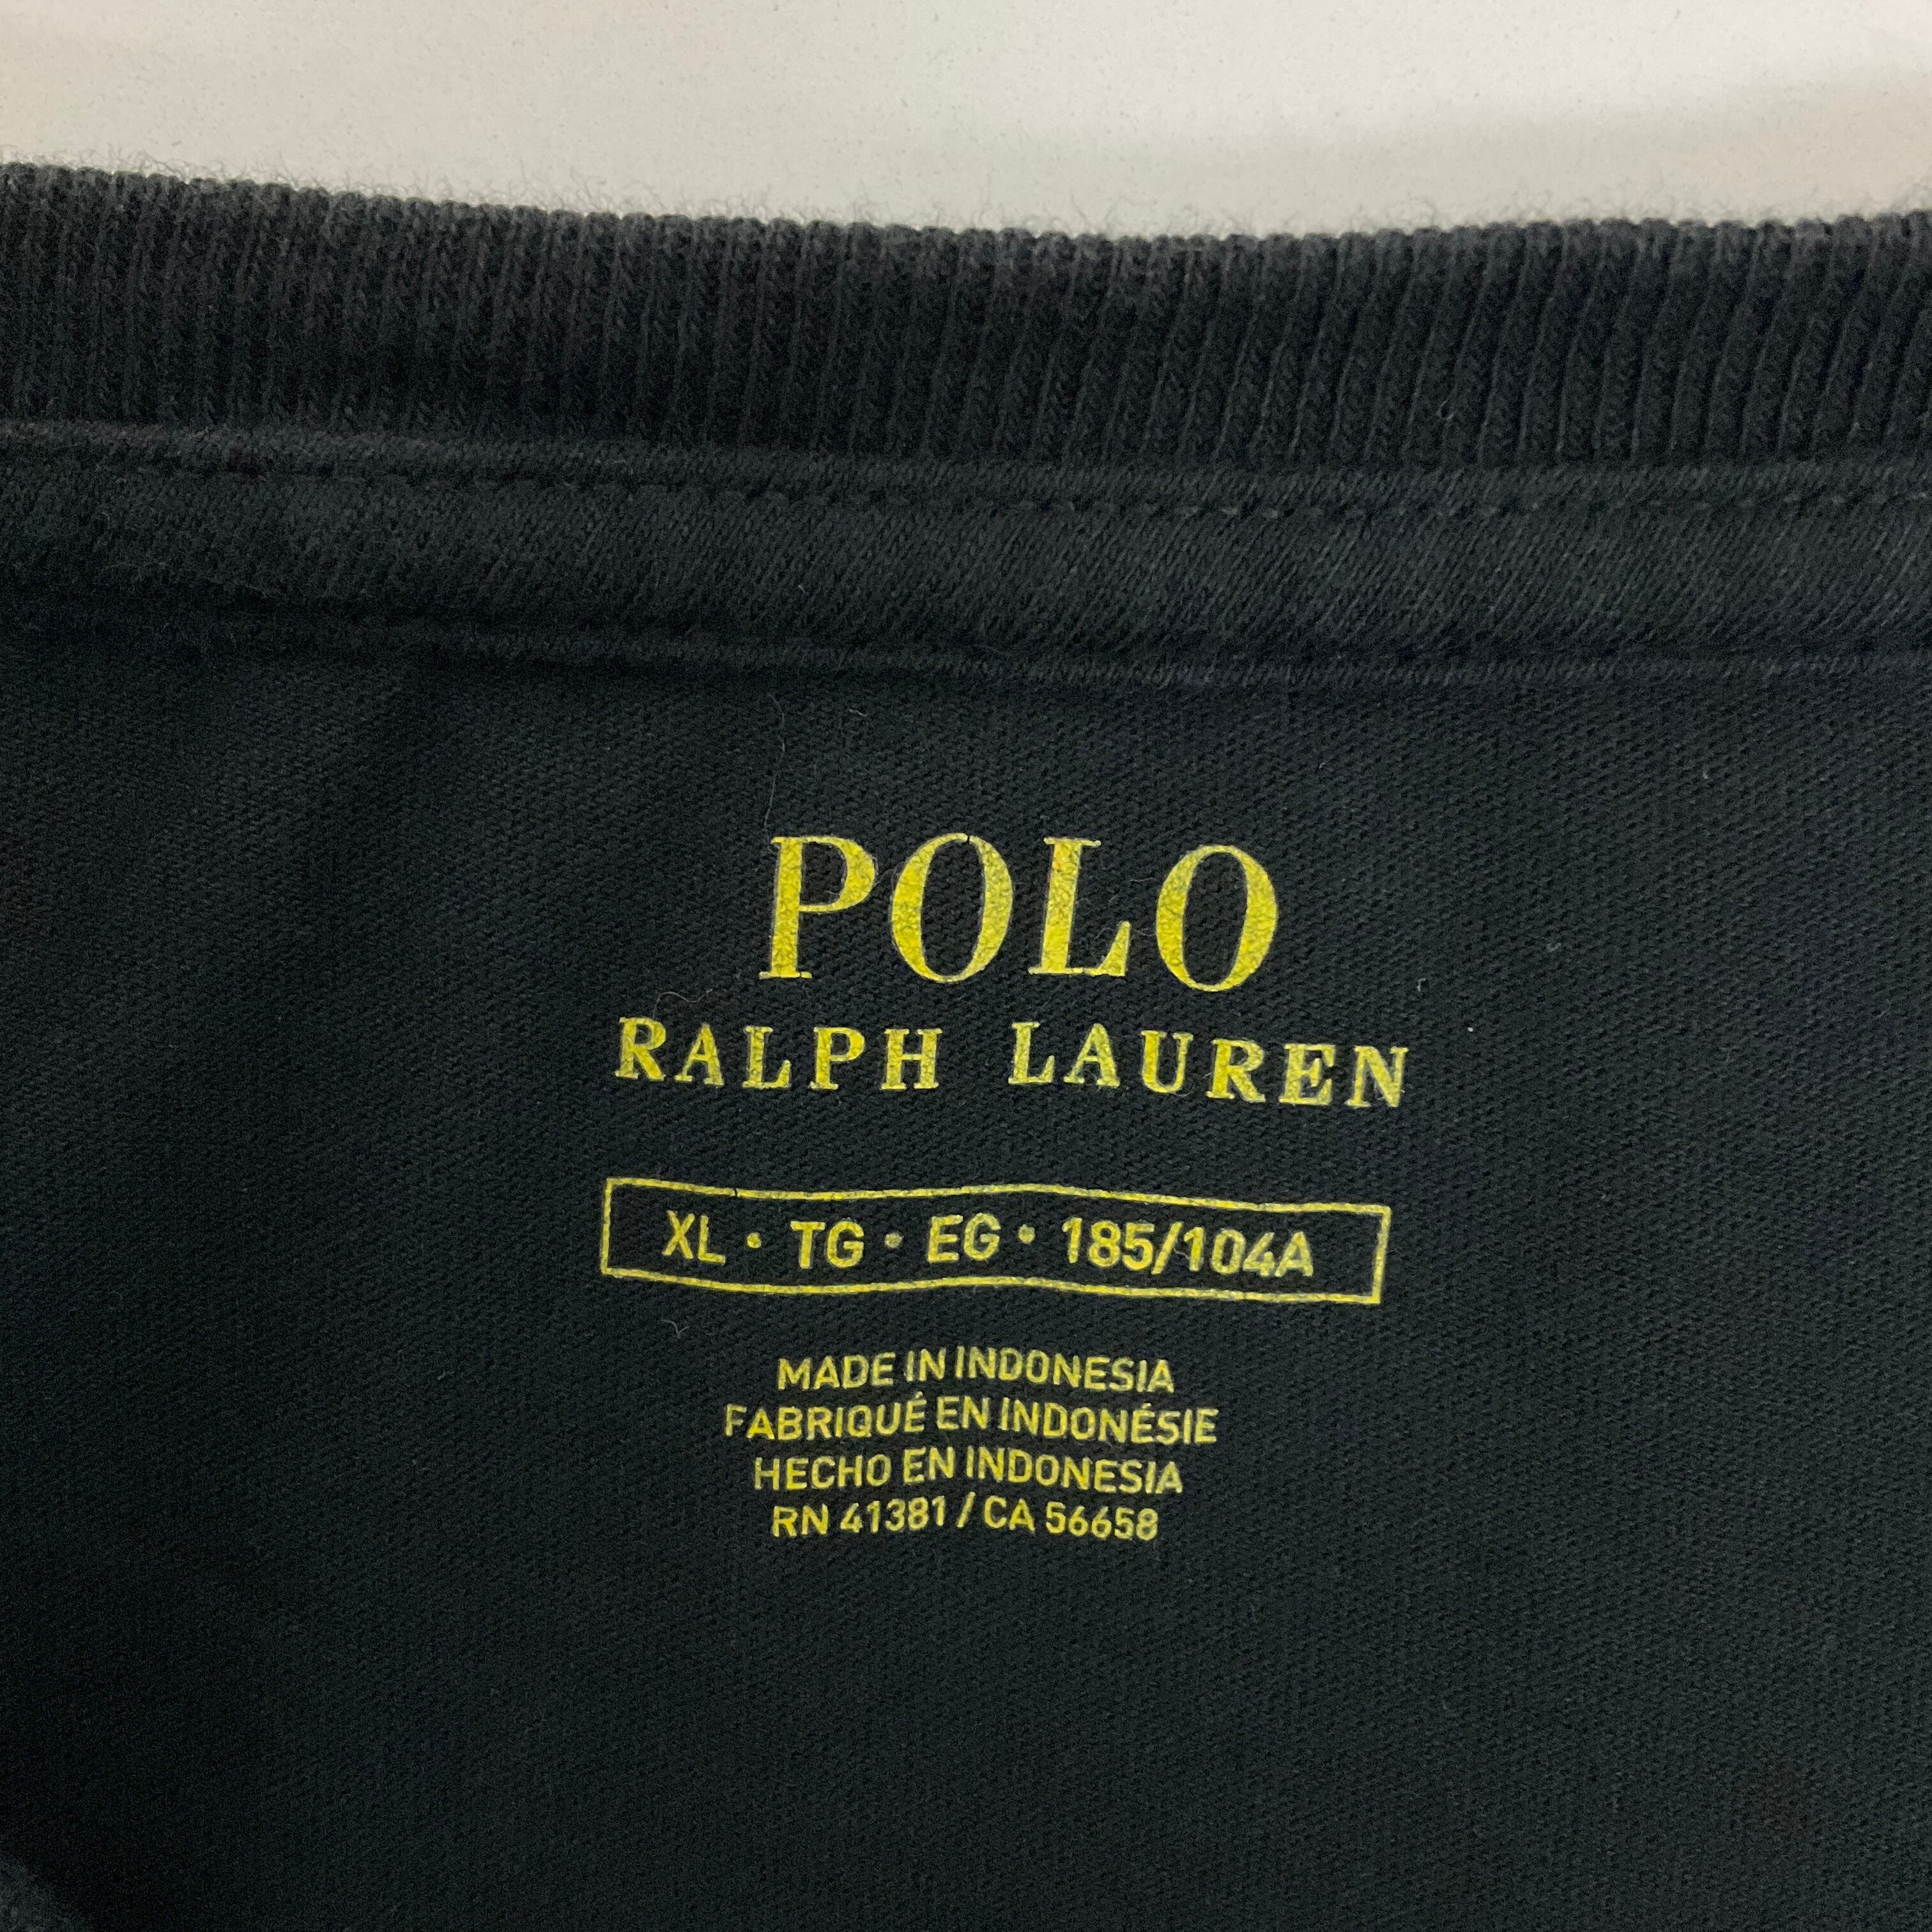 POLO
RALPH LAUREN
XL • TG • EG • 185/104A
MADE IN INDONESIA
FABRIQUÉ EN INDONÉSIE
HECHO EN INDONESIA
RN 41381 / CA 56658